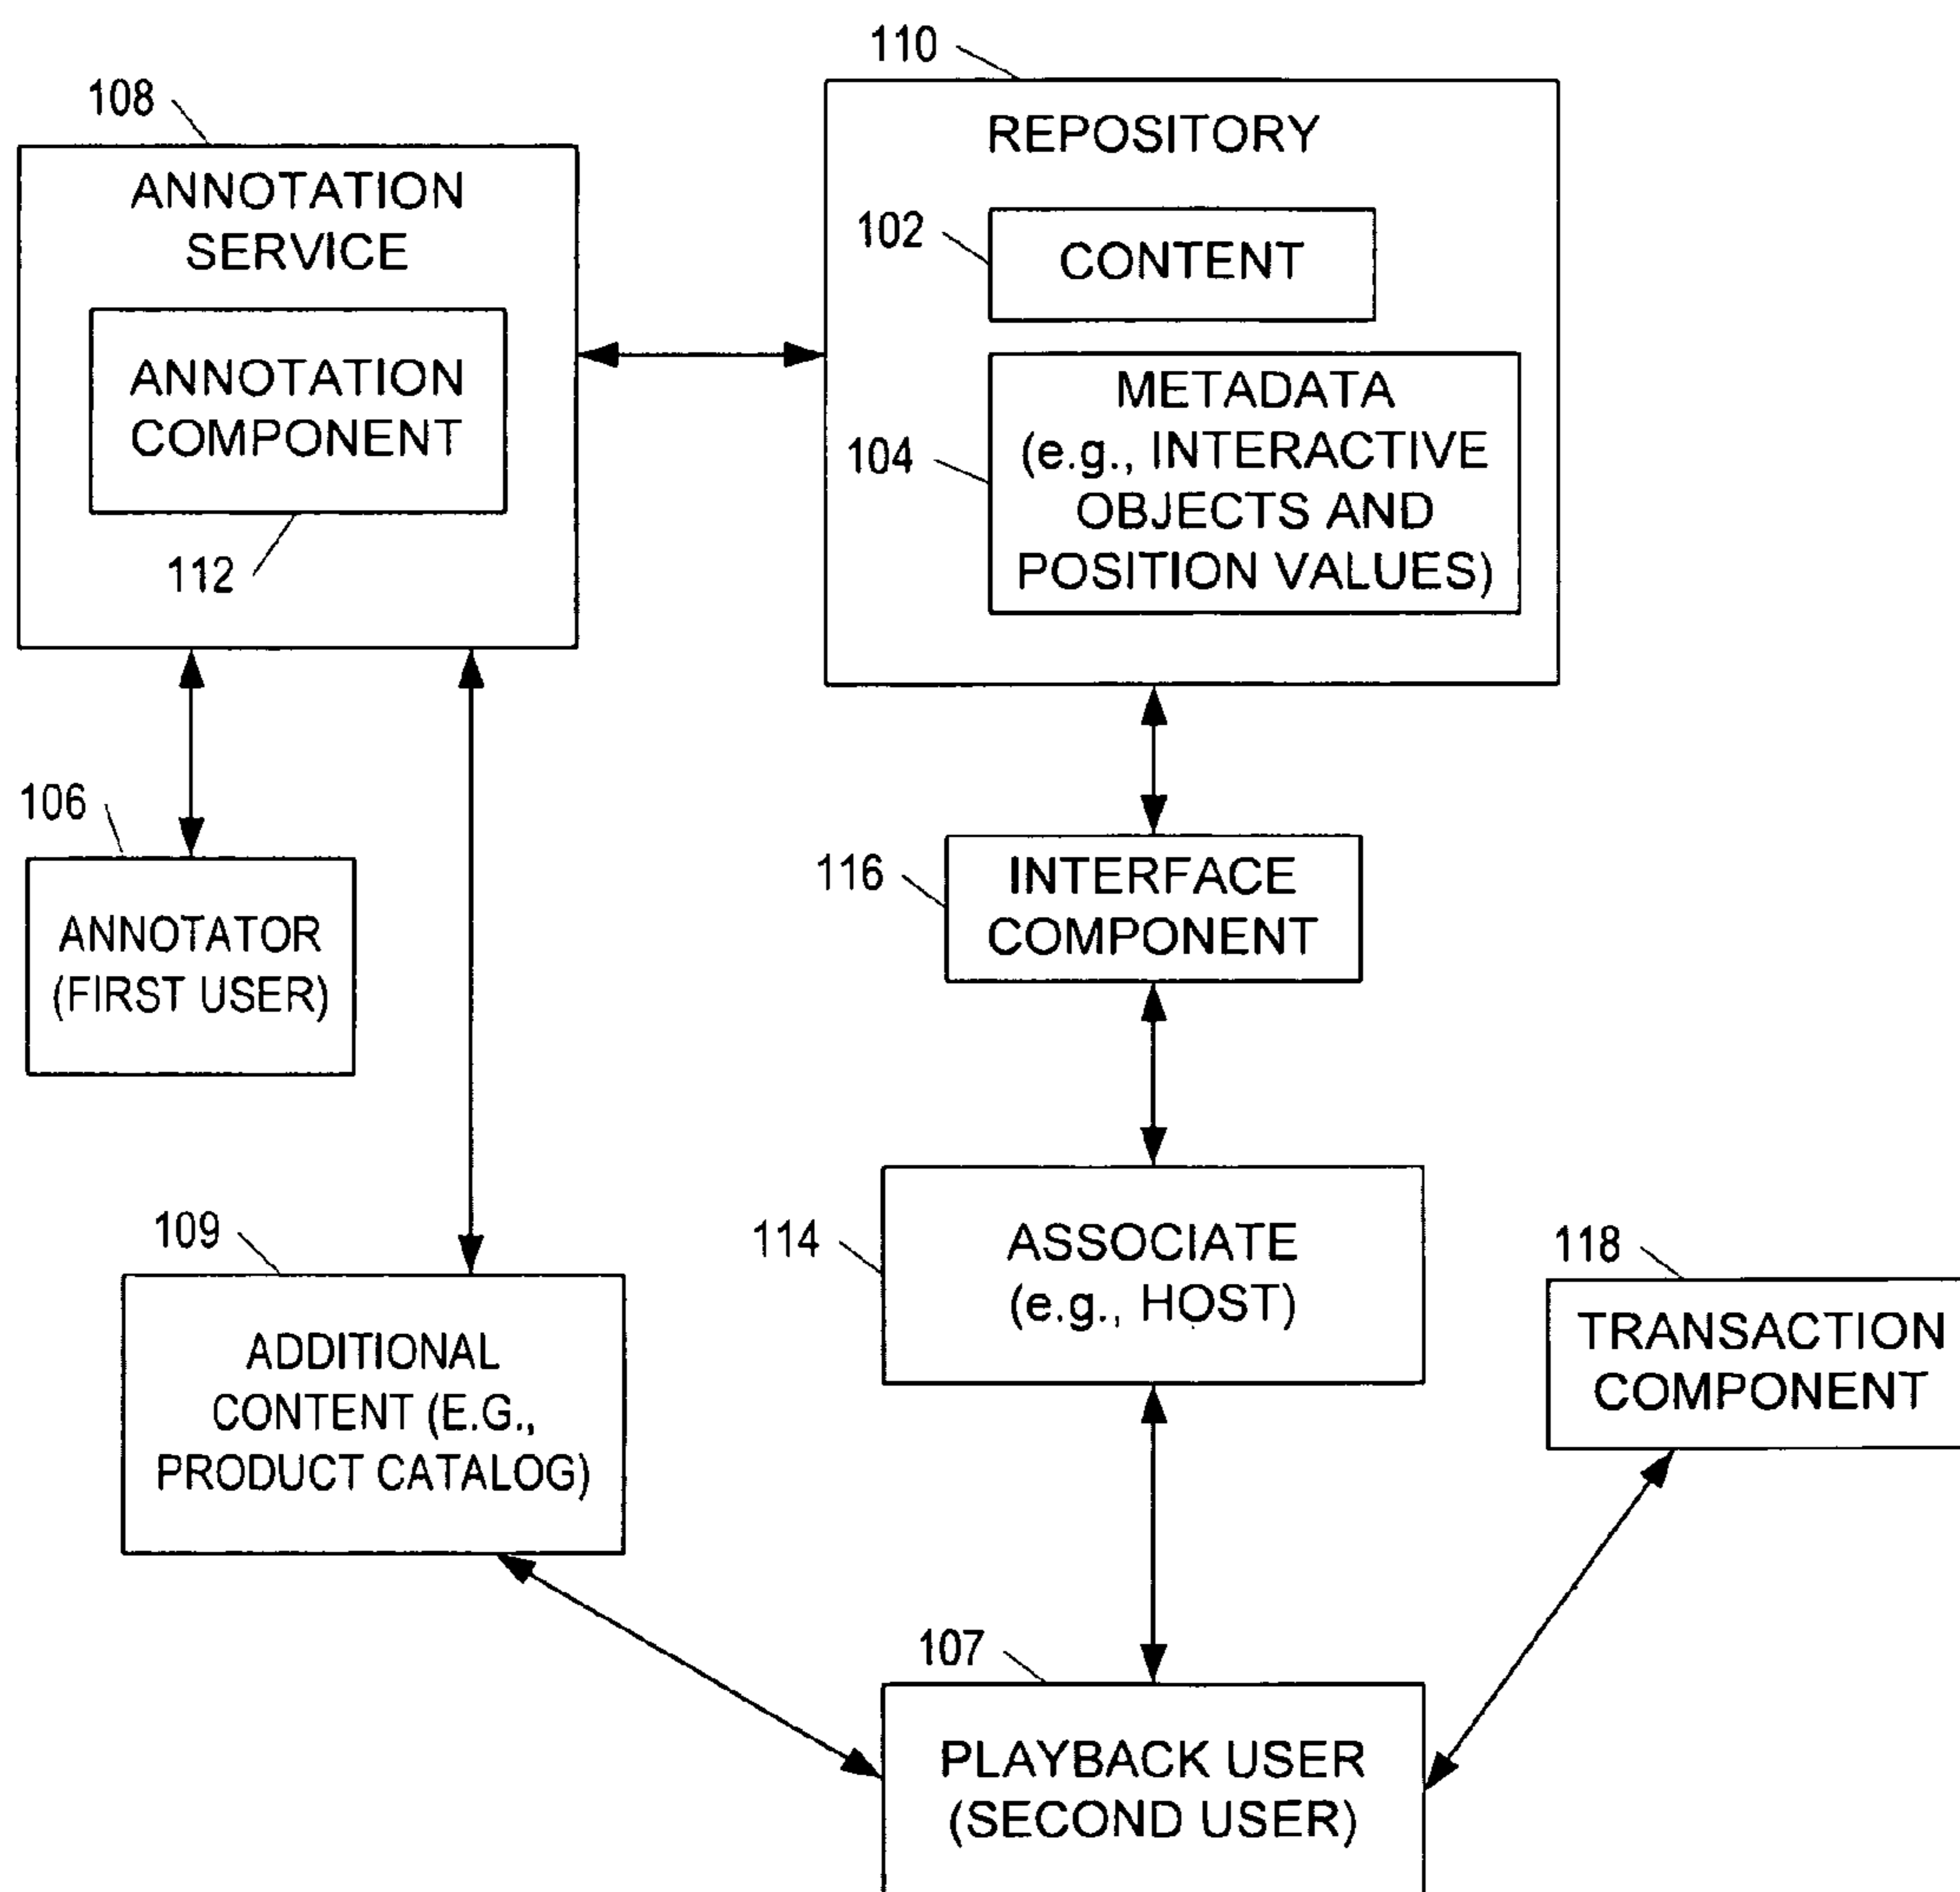 110
108
REPOSITORY
ANNOTATION
SERVICE
102
CONTENT
ANNOTATION
COMPONENT
METADATA
(e.g., INTERACTIVE
OBJECTS AND
POSITION VALUES)
104
112
106
ANNOTATOR
(FIRST USER)
116
INTERFACE
COMPONENT
109
ADDITIONAL
CONTENT (E.G.,
PRODUCT CATALOG)
114
ASSOCIATE
(e.g., HOST)
118
TRANSACTION
COMPONENT
107
PLAYBACK USER
(SECOND USER)